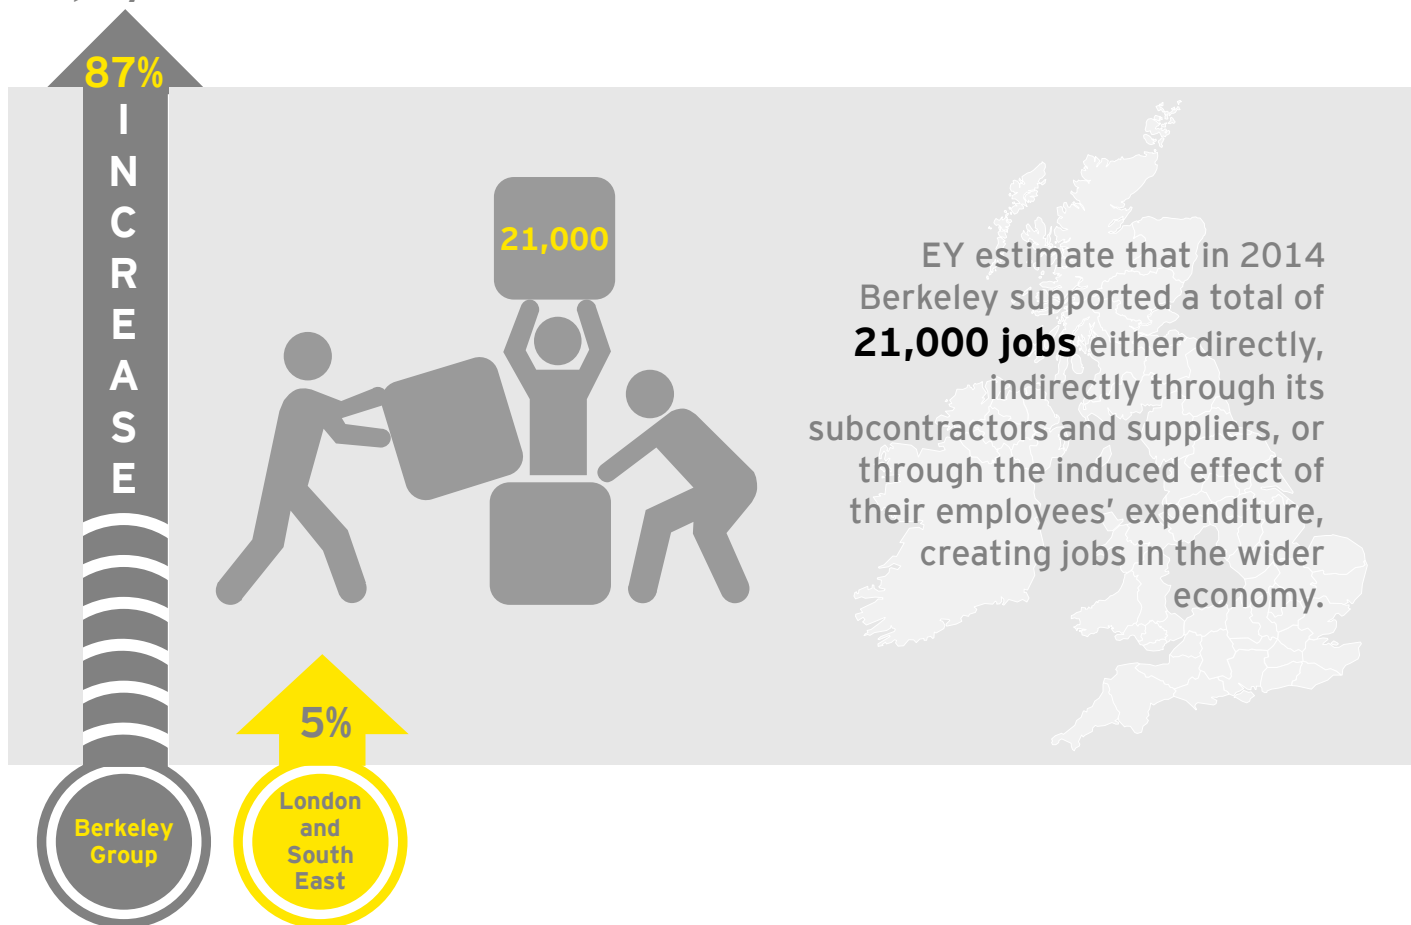 87%
I
N
C
R
E
A
S
E
21,000
EY estimate that in 2014
Berkeley supported a total of
21,000 jobs either directly,
indirectly through its
subcontractors and suppliers, or
through the induced effect of
their employees’ expenditure,
creating jobs in the wider
economy.
5%
Berkeley
Group
London
and
South
East